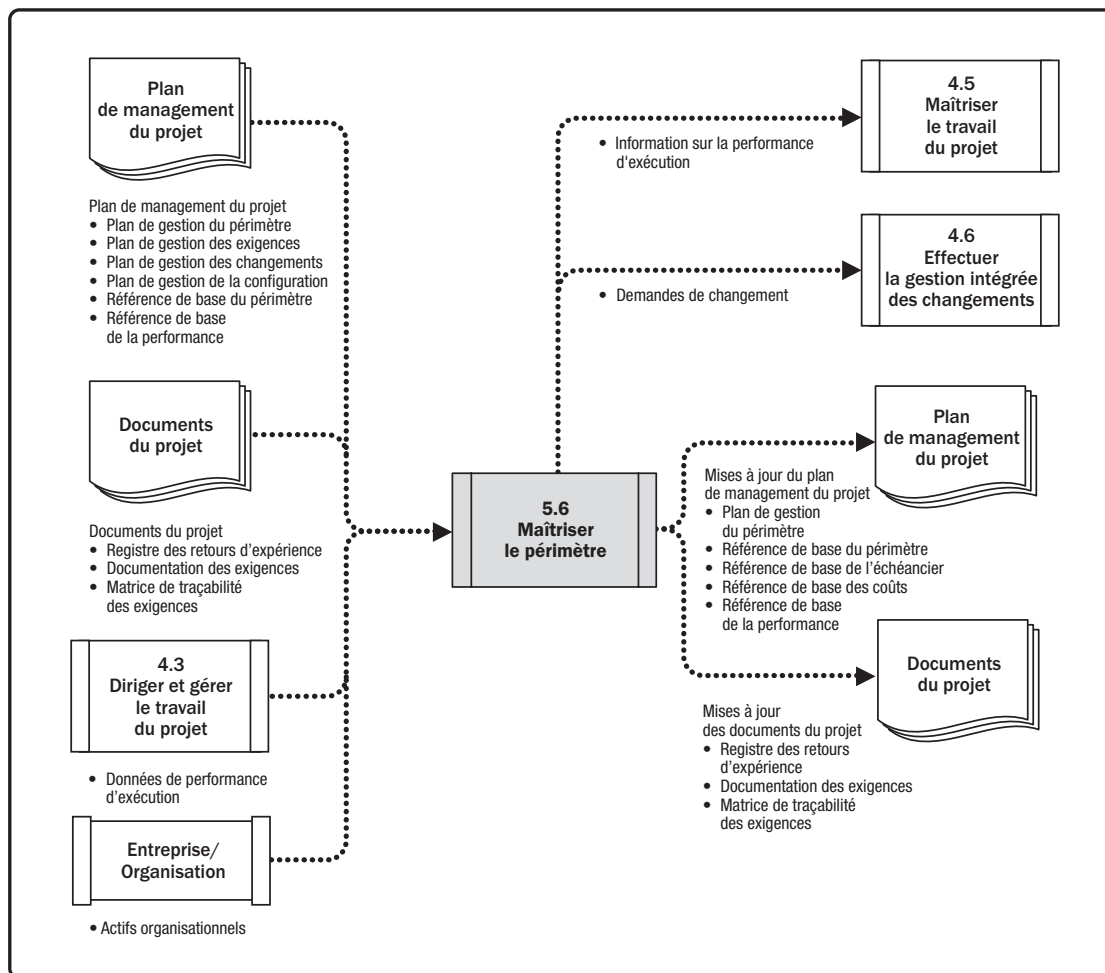 Plan
de management
du projet
Plan de management du projet
• Plan de gestion du périmètre
• Plan de gestion des exigences
• Plan de gestion des changements
• Plan de gestion de la configuration
• Référence de base du périmètre
• Référence de base
de la performance
Documents
du projet
Documents du projet
• Registre des retours d'expérience
• Documentation des exigences
• Matrice de traçabilité
des exigences
4.3
Diriger et gérer
le travail
du projet
• Données de performance
d'exécution
Entreprise/
Organisation
• Actifs organisationnels
5.6
Maîtriser
le périmètre
• Information sur la performance
d'exécution
4.5
Maîtriser
le travail
du projet
• Demandes de changement
4.6
Effectuer
la gestion intégrée
des changements
Plan
de management
du projet
Mises à jour du plan
de management du projet
• Plan de gestion
du périmètre
• Référence de base du périmètre
• Référence de base de l'échéancier
• Référence de base des coûts
• Référence de base
de la performance
Documents
du projet
Mises à jour
des documents du projet
• Registre des retours
d'expérience
• Documentation des exigences
• Matrice de traçabilité
des exigences